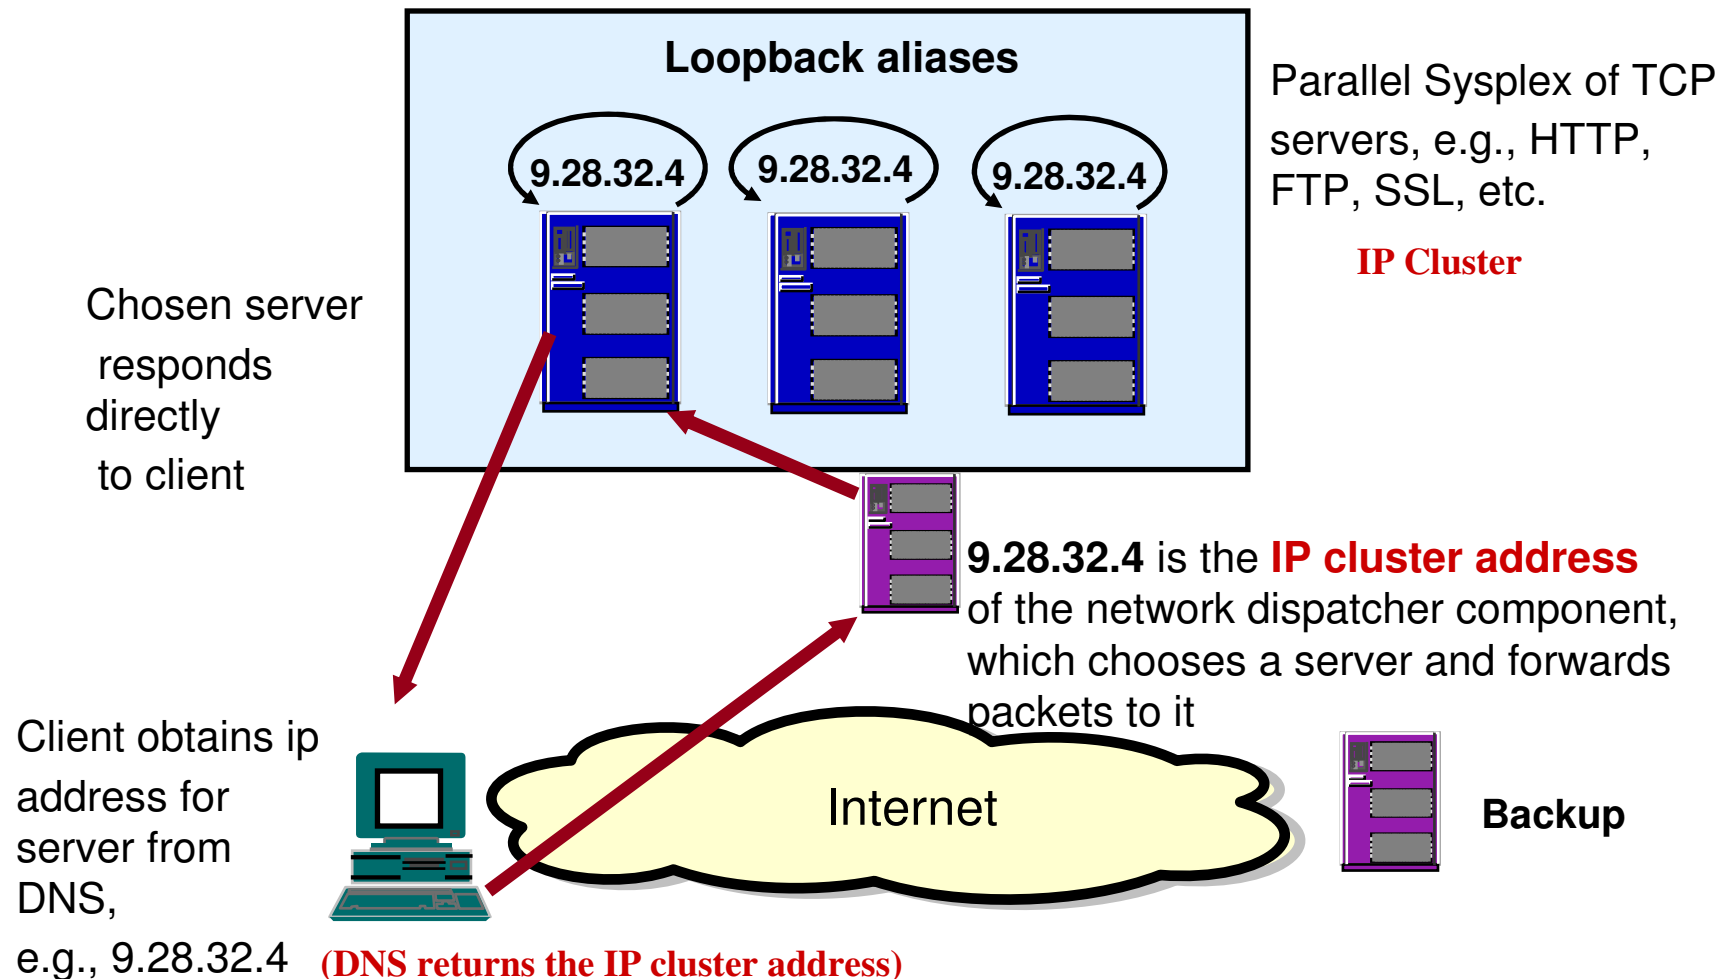 Loopback aliases
9.28.32.4
9.28.32.4
9.28.32.4
Parallel Sysplex of TCP
servers, e.g., HTTP,
FTP, SSL, etc.
IP Cluster
Chosen server
responds
directly
to client
9.28.32.4 is the IP cluster address
of the network dispatcher component,
which chooses a server and forwards
packets to it
Client obtains ip
address for
server from
DNS,
e.g., 9.28.32.4
(DNS returns the IP cluster address)
Internet
Backup